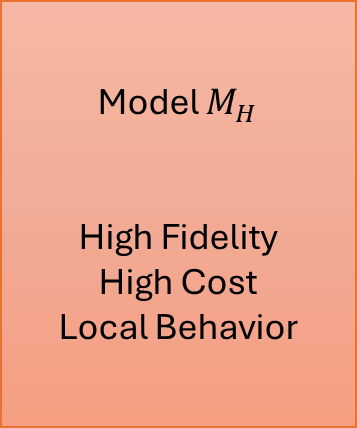 Model M_H
High Fidelity
High Cost
Local Behavior